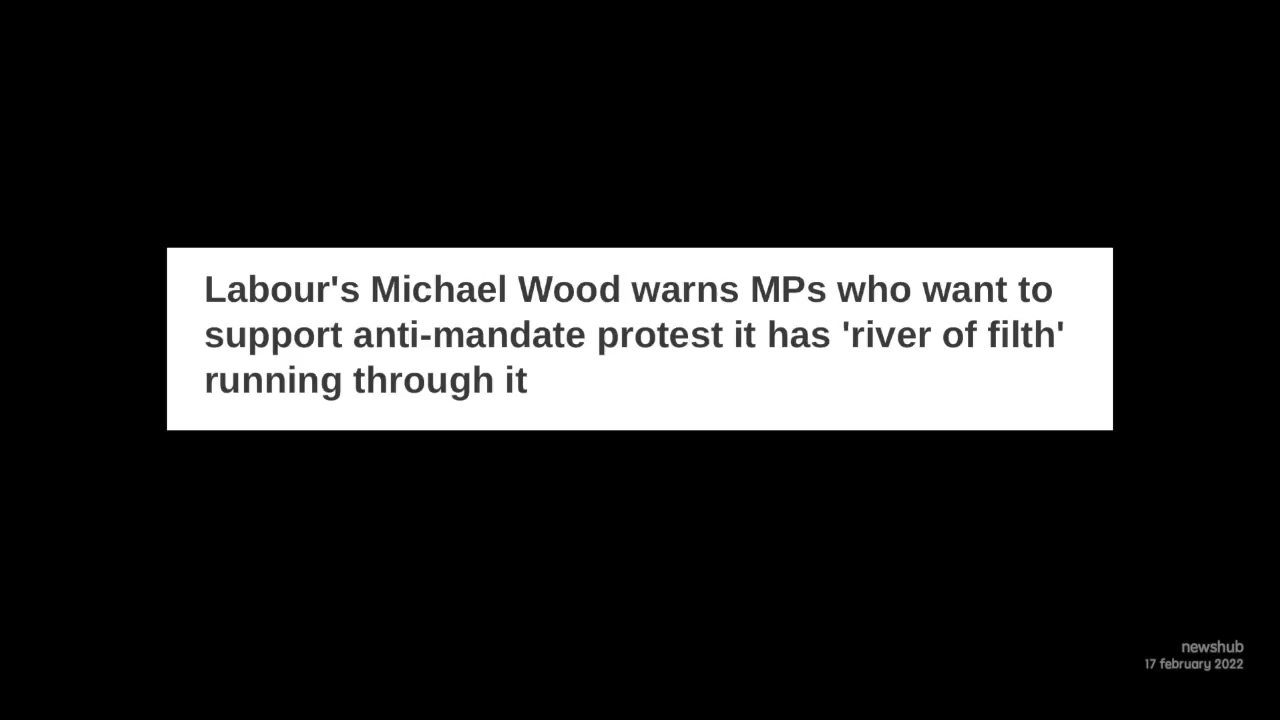 Labour's Michael Wood warns MPs who want to
support anti-mandate protest it has 'river of filth'
running through it
newshub
17 february 2022